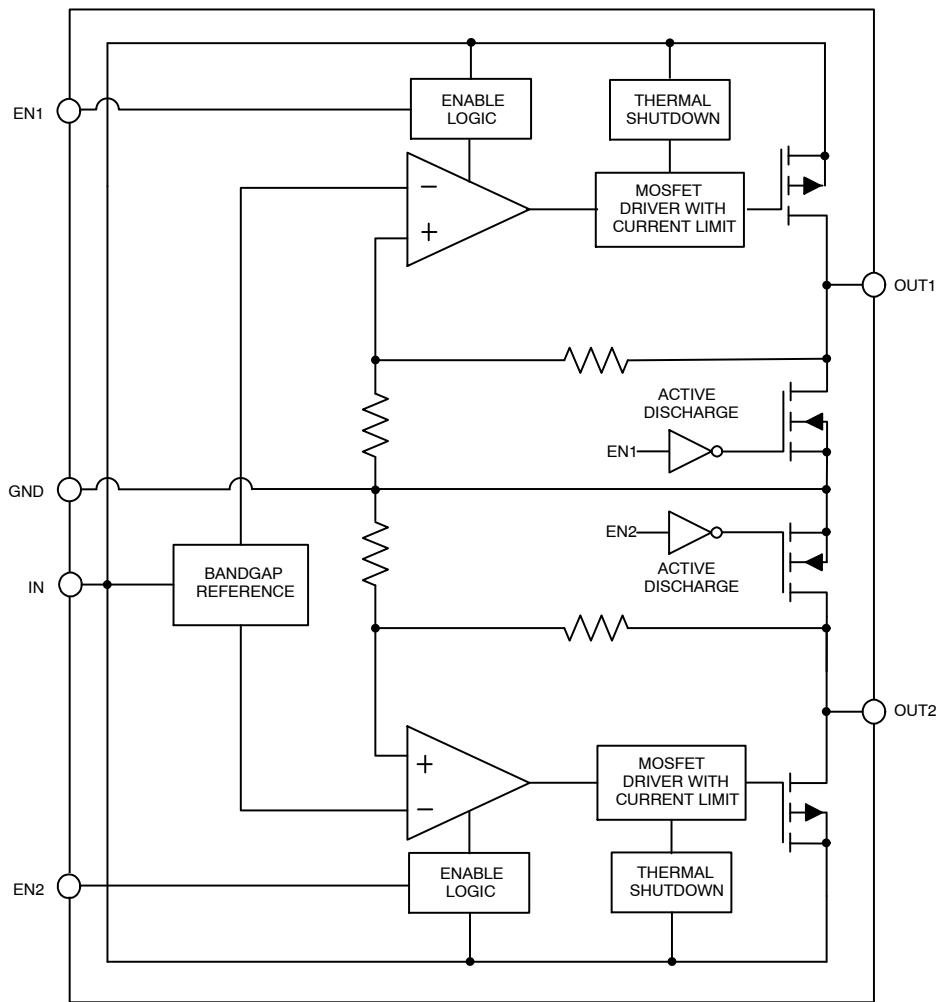 EN1
ENABLE
LOGIC
THERMAL
SHUTDOWN
−
+
MOSFET
DRIVER WITH
CURRENT LIMIT
OUT1
ACTIVE
DISCHARGE
EN1
GND
EN2
ACTIVE
DISCHARGE
IN
BANDGAP
REFERENCE
OUT2
+
−
MOSFET
DRIVER WITH
CURRENT LIMIT
EN2
ENABLE
LOGIC
THERMAL
SHUTDOWN